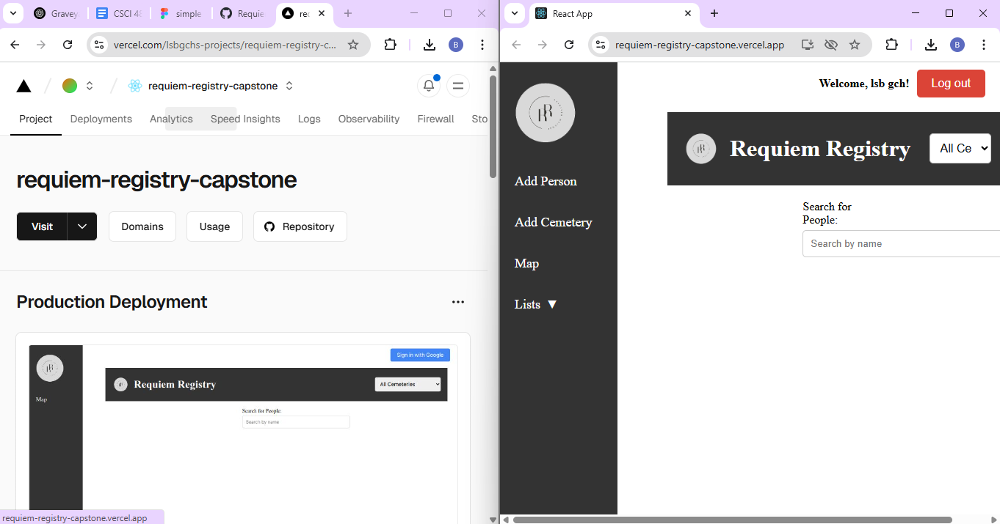 Gravey
CSCI 48
simple
Requie
rec
vercel.com/lsbgchs-projects/requiem-registry-c...
B
requiem-registry-capstone
Project Deployments Analytics Speed Insights Logs Observability Firewall Sto
requiem-registry-capstone
Visit
Domains
Usage
Repository
Production Deployment
Sign in with Google
Requiem Registry
All Cemeteries
Map
Search for People:
Search by name
requiem-registry-capstone.vercel.app
React App
requiem-registry-capstone.vercel.app
B
Welcome, lsb gch!
Log out
Requiem Registry
All Ce
Add Person
Add Cemetery
Map
Lists ▼
Search for
People:
Search by name